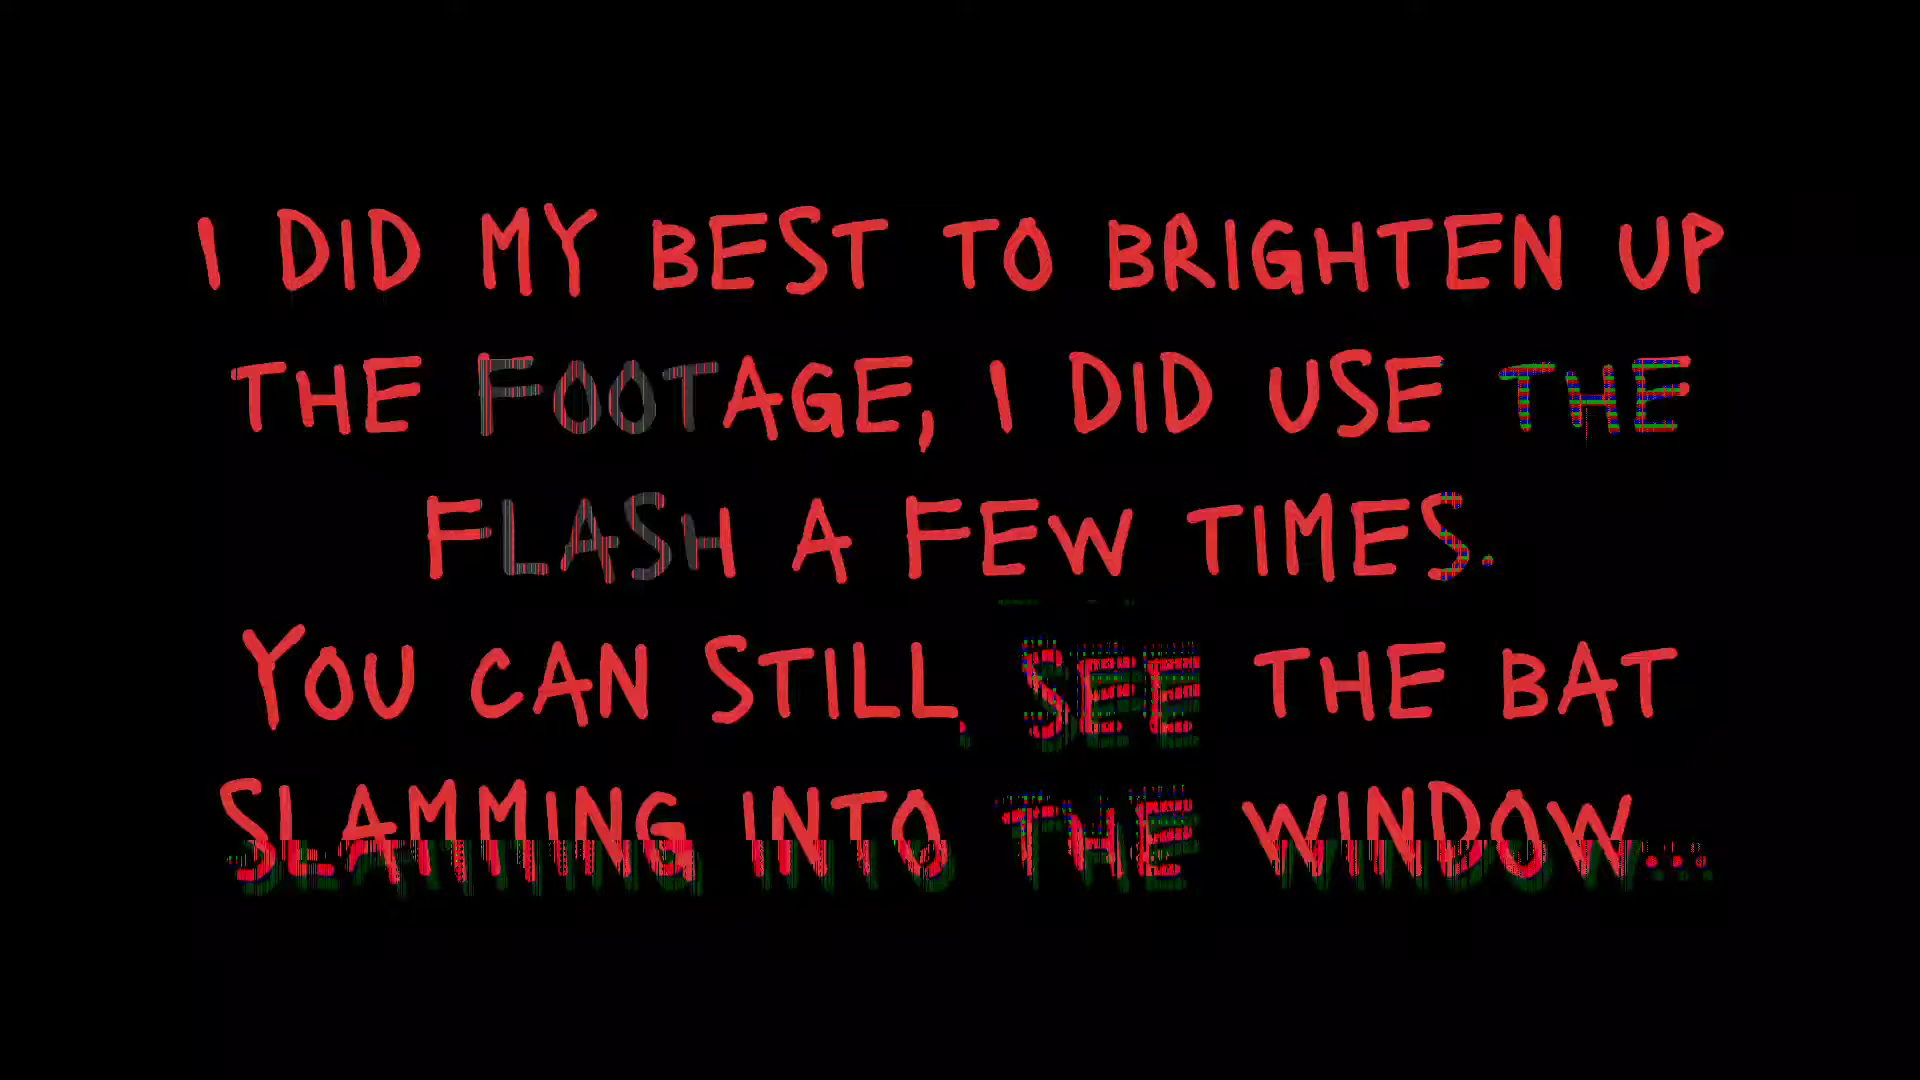 I DID MY BEST TO BRIGHTEN UP
THE FOOTAGE, I DID USE THE
FLASH A FEW TIMES.
YOU CAN STILL SEE THE BAT
SLAMMING INTO THE WINDOW...